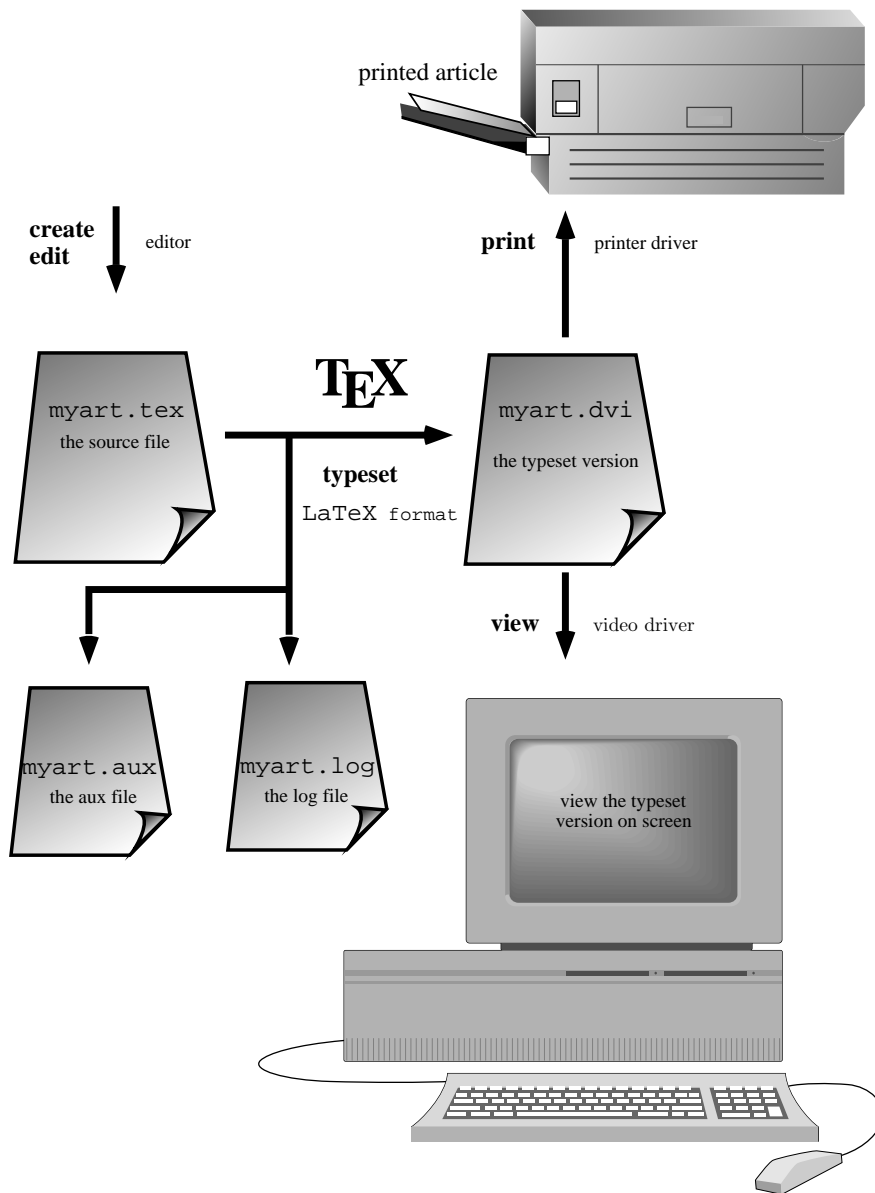 printed article
create
edit
editor
print
printer driver
TEX
myart.tex
the source file
myart.dvi
the typeset version
typeset
LaTeX format
view
video driver
myart.aux
the aux file
myart.log
the log file
view the typeset
version on screen